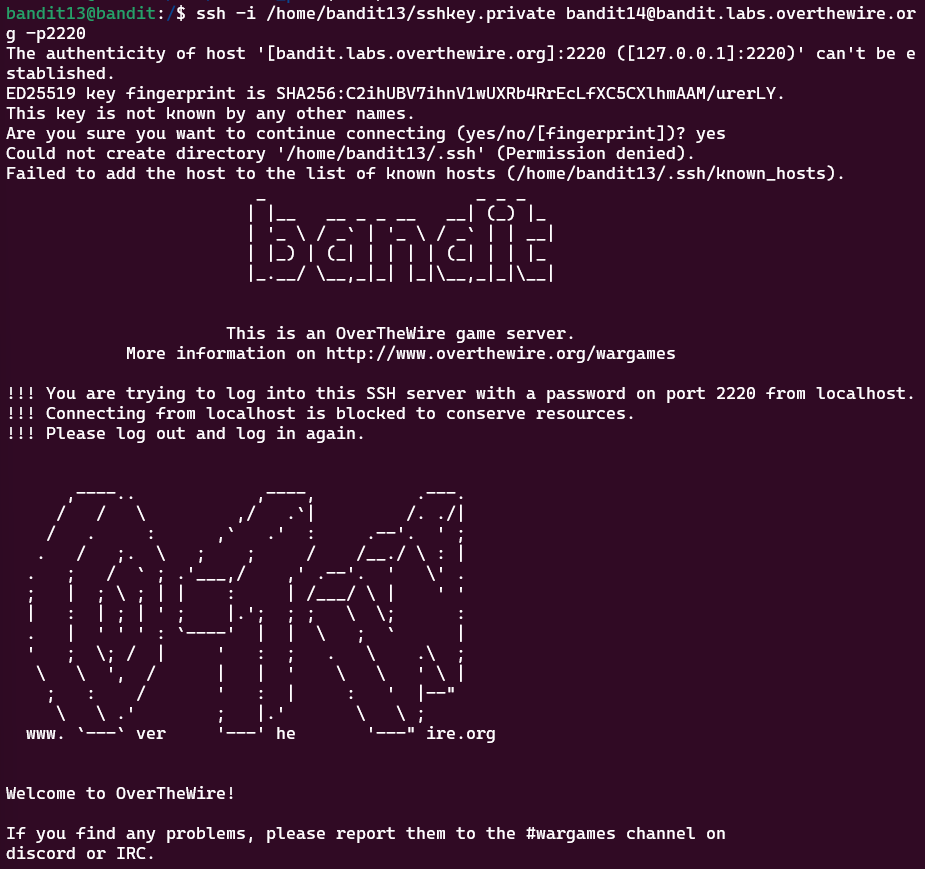 bandit13@bandit:/$ ssh -i /home/bandit13/sshkey.private bandit14@bandit.labs.overthewire.or
g -p2220
The authenticity of host '[bandit.labs.overthewire.org]:2220 ([127.0.0.1]:2220)' can't be e
stablished.
ED25519 key fingerprint is SHA256:C2ihUBV7ihnV1wUXRb4RrEcLfXC5CXlhmAAM/urerLY.
This key is not known by any other names.
Are you sure you want to continue connecting (yes/no/[fingerprint])? yes
Could not create directory '/home/bandit13/.ssh' (Permission denied).
Failed to add the host to the list of known hosts (/home/bandit13/.ssh/known_hosts).
bandit
This is an OverTheWire game server.
More information on http://www.overthewire.org/wargames
!!! You are trying to log into this SSH server with a password on port 2220 from localhost.
!!! Connecting from localhost is blocked to conserve resources.
!!! Please log out and log in again.
www. `---` ver '---' he '---" ire.org
Welcome to OverTheWire!
If you find any problems, please report them to the #wargames channel on
discord or IRC.